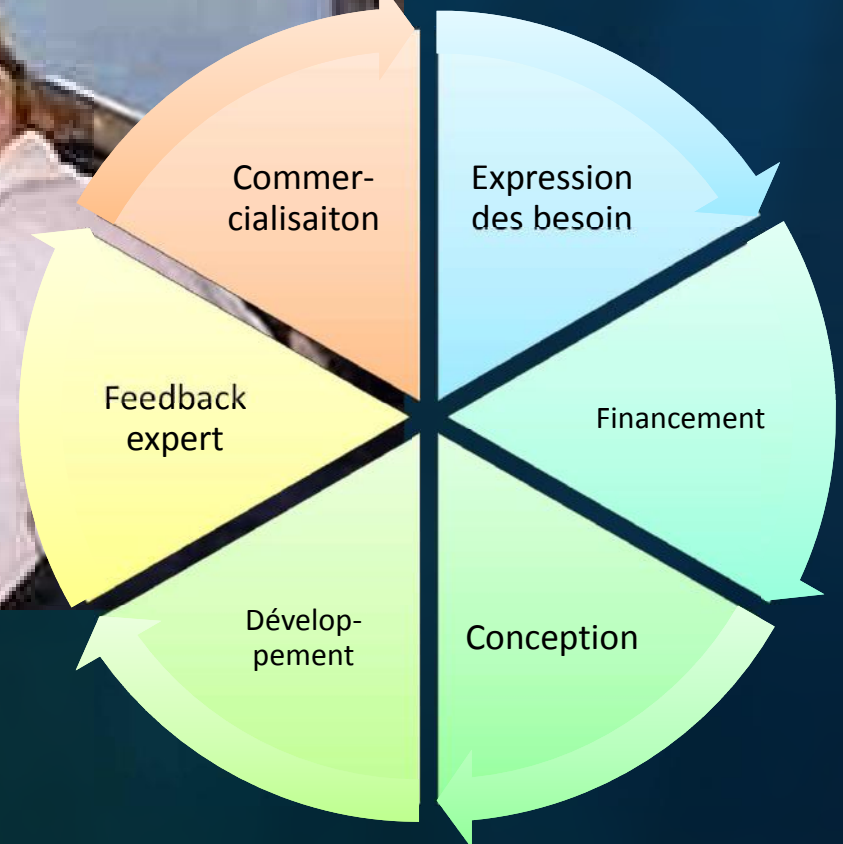 Commer-
cialisaiton
Expression
des besoin
Feedback
expert
Financement
Dévelop-
pement
Conception